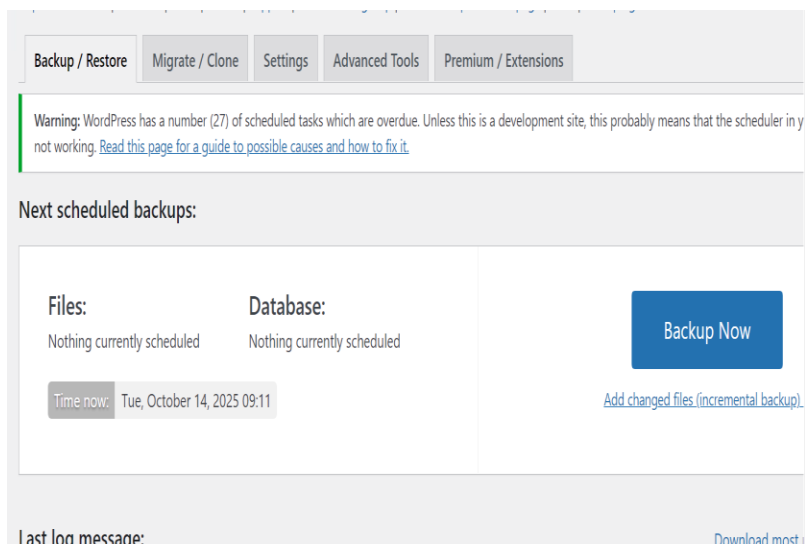 Backup / Restore Migrate / Clone Settings Advanced Tools Premium / Extensions
Warning: WordPress has a number (27) of scheduled tasks which are overdue. Unless this is a development site, this probably means that the scheduler in y
not working. Read this page for a guide to possible causes and how to fix it.
Next scheduled backups:
Files: Database:
Nothing currently scheduled Nothing currently scheduled
Backup Now
Time now: Tue, October 14, 2025 09:11
Add changed files (incremental backup)
Last log message: Download most